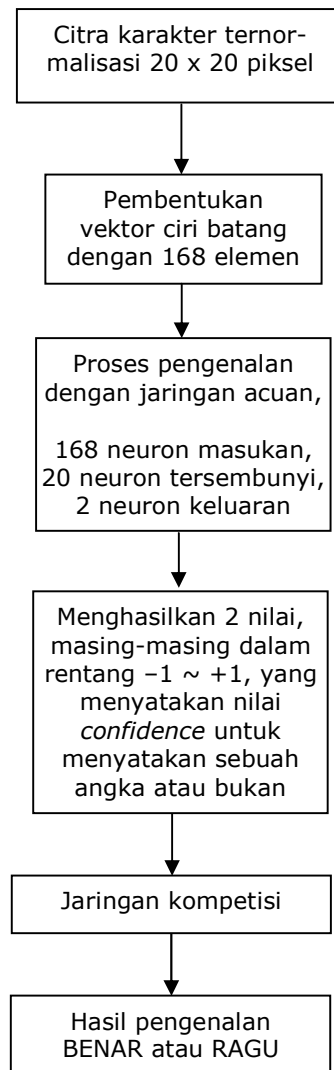 Citra karakter ternor-
malisasi 20 x 20 piksel
Pembentukan
vektor ciri batang
dengan 168 elemen
Proses pengenalan
dengan jaringan acuan,
168 neuron masukan,
20 neuron tersembunyi,
2 neuron keluaran
Menghasilkan 2 nilai,
masing-masing dalam
rentang –1 ~ +1, yang
menyatakan nilai
confidence untuk
menyatakan sebuah
angka atau bukan
Jaringan kompetisi
Hasil pengenalan
BENAR atau RAGU